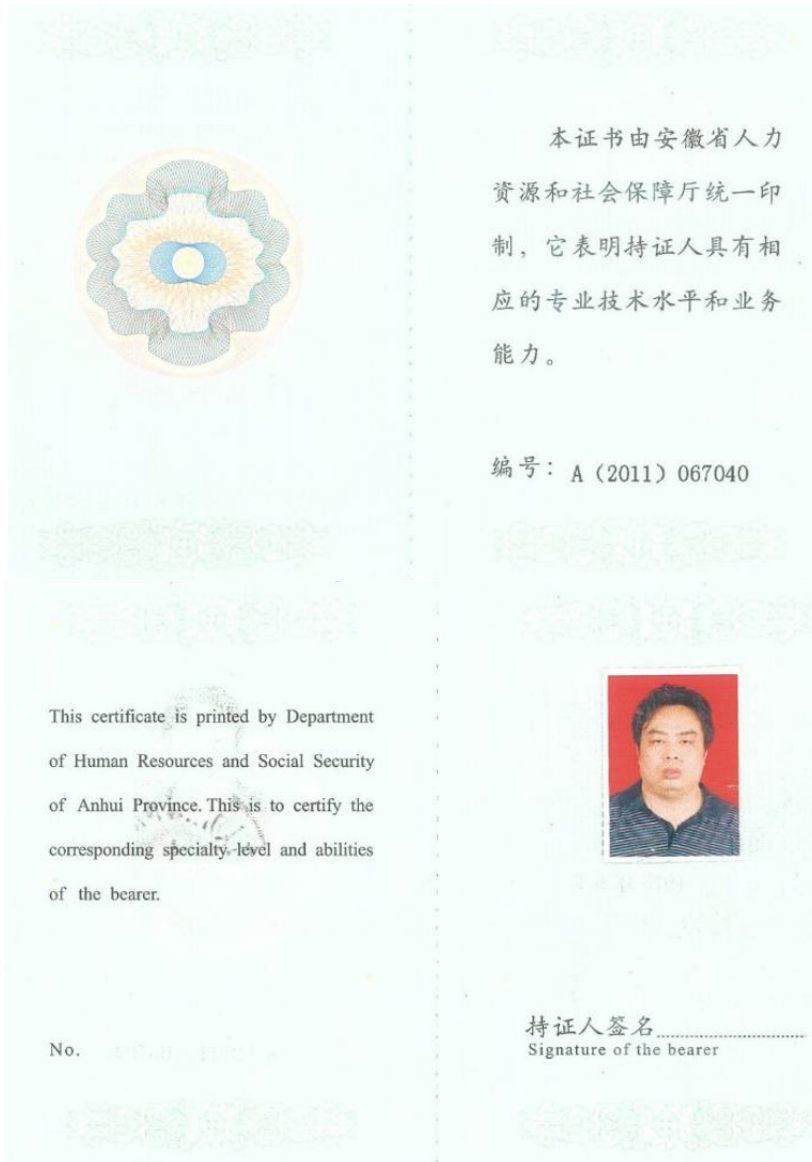 本证书由安徽省人力
资源和社会保障厅统一印
制，它表明持证人具有相
应的专业技术水平和业务
能力。
编号：A（2011）067040
This certificate is printed by Department
of Human Resources and Social Security
of Anhui Province. This is to certify the
corresponding specialty level and abilities
of the bearer.
No.
持证人签名
Signature of the bearer